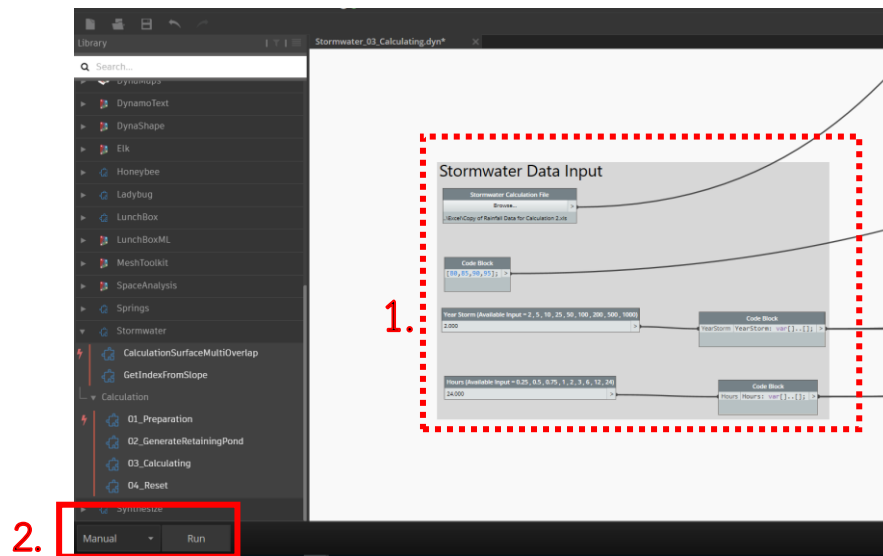 Library
Stormwater_03_Calculating.dyn*
Search...
DynaMaps
DynamoText
DynaShape
Elk
Honeybee
Ladybug
LunchBox
LunchBoxML
MeshToolkit
SpaceAnalysis
Springs
Stormwater
CalculationSurfaceMultiOverlap
GetIndexFromSlope
Calculation
01_Preparation
02_GenerateRetainingPond
03_Calculating
04_Reset
Synthesize
2.
Manual
Run
1.
Stormwater Data Input
Stormwater Calculation File
Browse...
>
.\Excel\Copy of Rainfall Data for Calculation 2.xls
Code Block
[80,85,90,95]; >
Year Storm (Available Input = 2 , 5 , 10 , 25 , 50 , 100 , 200 , 500 , 1000)
2.000 >
Code Block
YearStorm YearStorm: var[]..[]; >
Hours (Available Input = 0.25 , 0.5 , 0.75 , 1 , 2 , 3 , 6 , 12 , 24)
24.000 >
Code Block
Hours Hours: var[]..[]; >